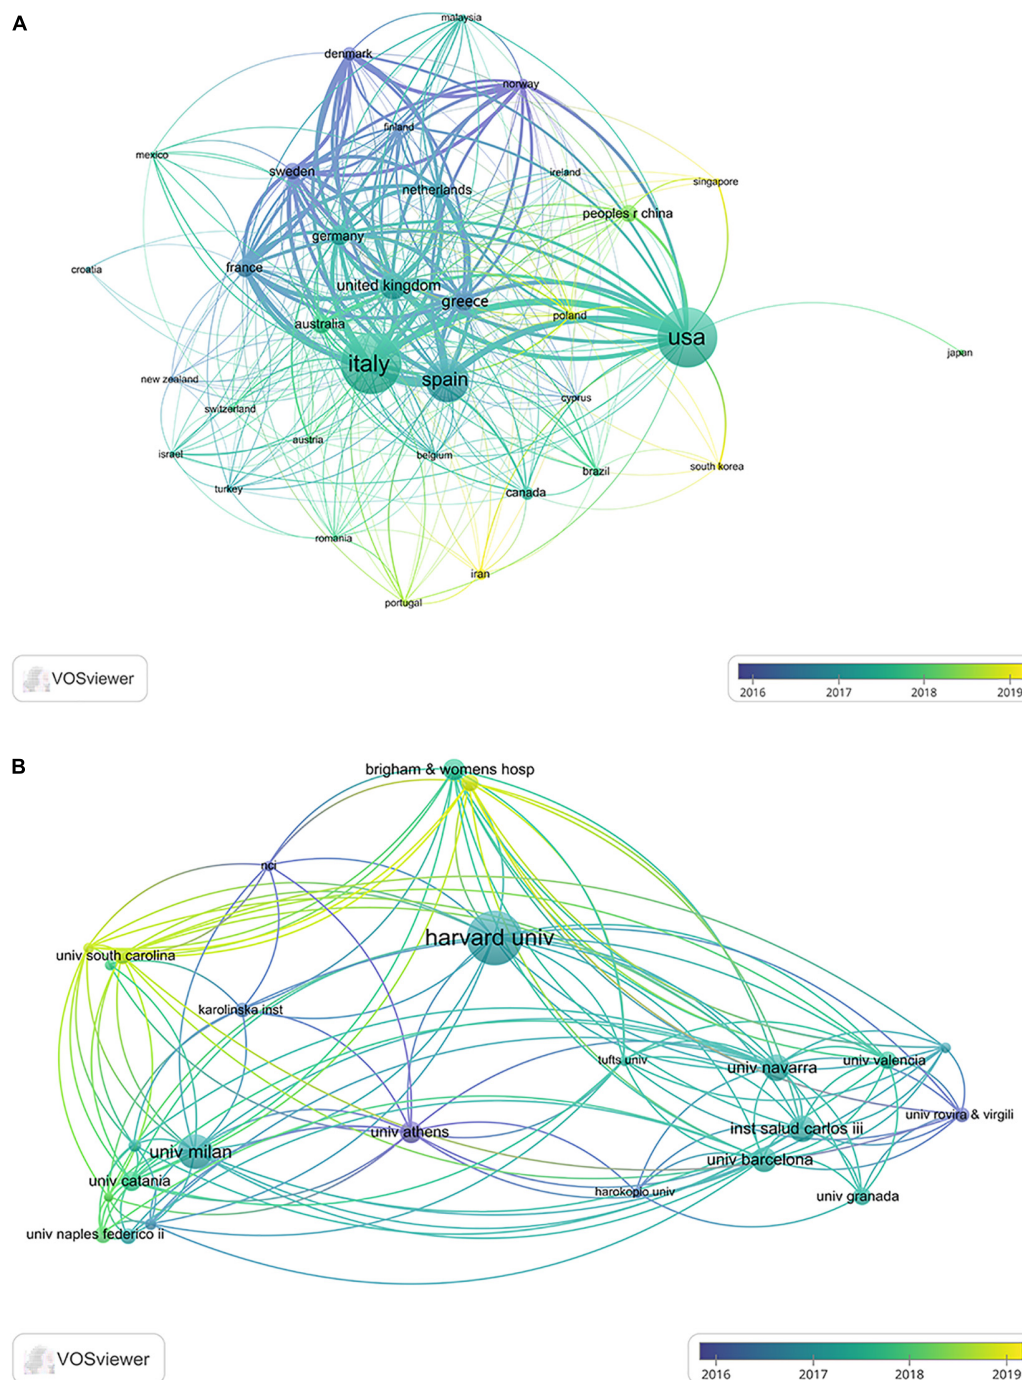 A
malaysia
denmark
norway
finland
mexico
ireland
sweden
singapore
netherlands
peoples r china
germany
croatia
france
united kingdom
greece
poland
australia
usa
japan
italy
spain
new zealand
cyprus
switzerland
austria
israel
belgium
south korea
brazil
turkey
canada
romania
iran
portugal
VOSviewer
2016 2017 2018 2019
B
brigham & womens hosp
nci
harvard univ
univ south carolina
karolinska inst
tufts univ
univ navarra
univ valencia
univ rovira & virgili
univ athens
inst salud carlos iii
univ milan
univ barcelona
univ catania
harokopio univ
univ granada
univ naples federico ii
VOSviewer
2016 2017 2018 2019